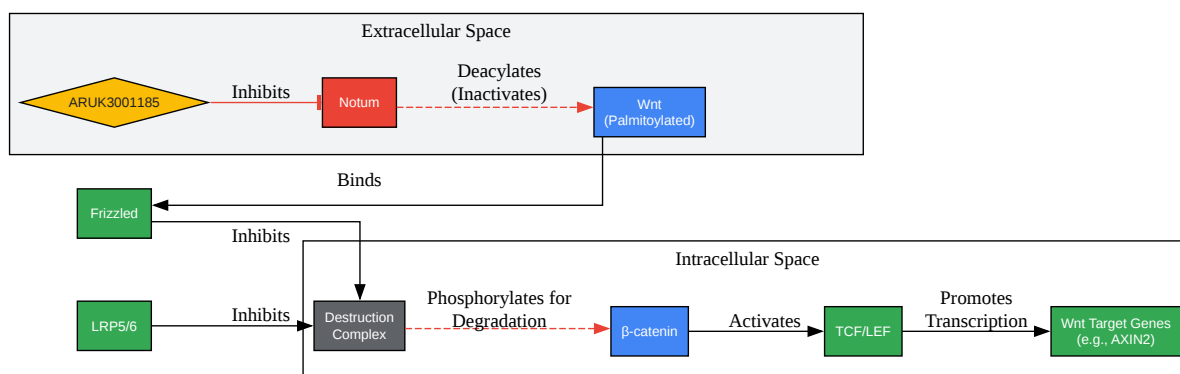 Extracellular Space
ARUK3001185
Inhibits
Notum
Deacylates
(Inactivates)
Wnt
(Palmitoylated)
Binds
Frizzled
Inhibits
Intracellular Space
LRP5/6
Inhibits
Destruction
Complex
Phosphorylates for
Degradation
β-catenin
Activates
TCF/LEF
Promotes
Transcription
Wnt Target Genes
(e.g., AXIN2)